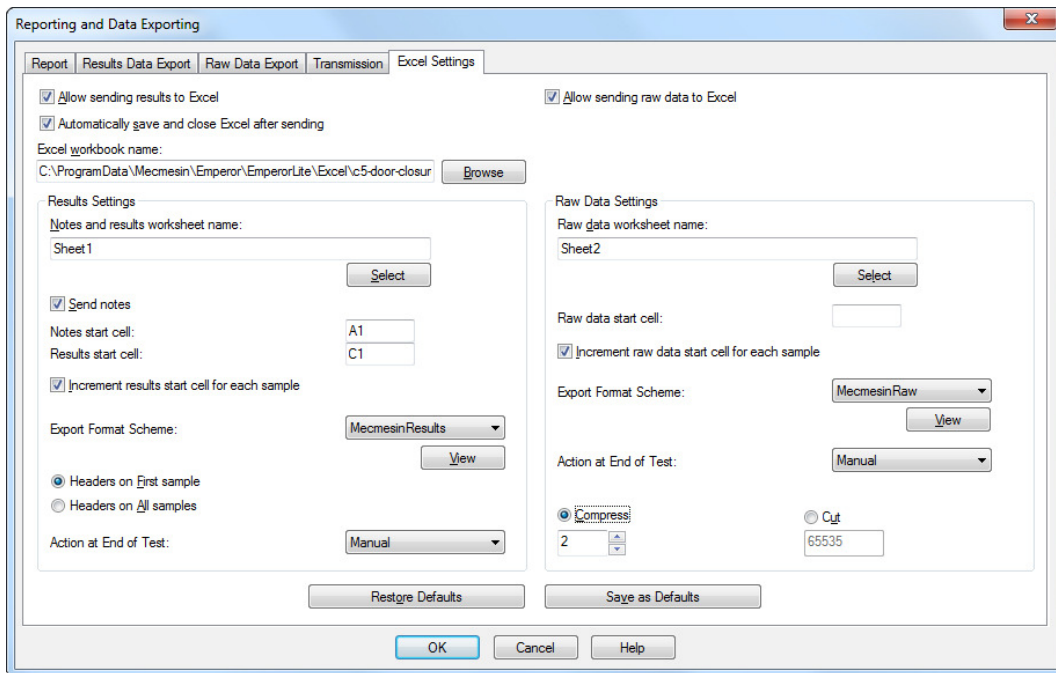 Reporting and Data Exporting
Report
Results Data Export
Raw Data Export
Transmission
Excel Settings
Allow sending results to Excel
Allow sending raw data to Excel
Automatically save and close Excel after sending
Excel workbook name:
C:\ProgramData\Mecmesin\Emperor\EmperorLite\Excel\c5-door-closur
Browse
Results Settings
Notes and results worksheet name:
Sheet1
Select
Send notes
Notes start cell:
A1
Results start cell:
C1
Increment results start cell for each sample
Export Format Scheme:
MecmesinResults
View
Headers on First sample
Headers on All samples
Action at End of Test:
Manual
Raw Data Settings
Raw data worksheet name:
Sheet2
Select
Raw data start cell:
Increment raw data start cell for each sample
Export Format Scheme:
MecmesinRaw
View
Action at End of Test:
Manual
Compress
Cut
2
65535
Restore Defaults
Save as Defaults
OK
Cancel
Help